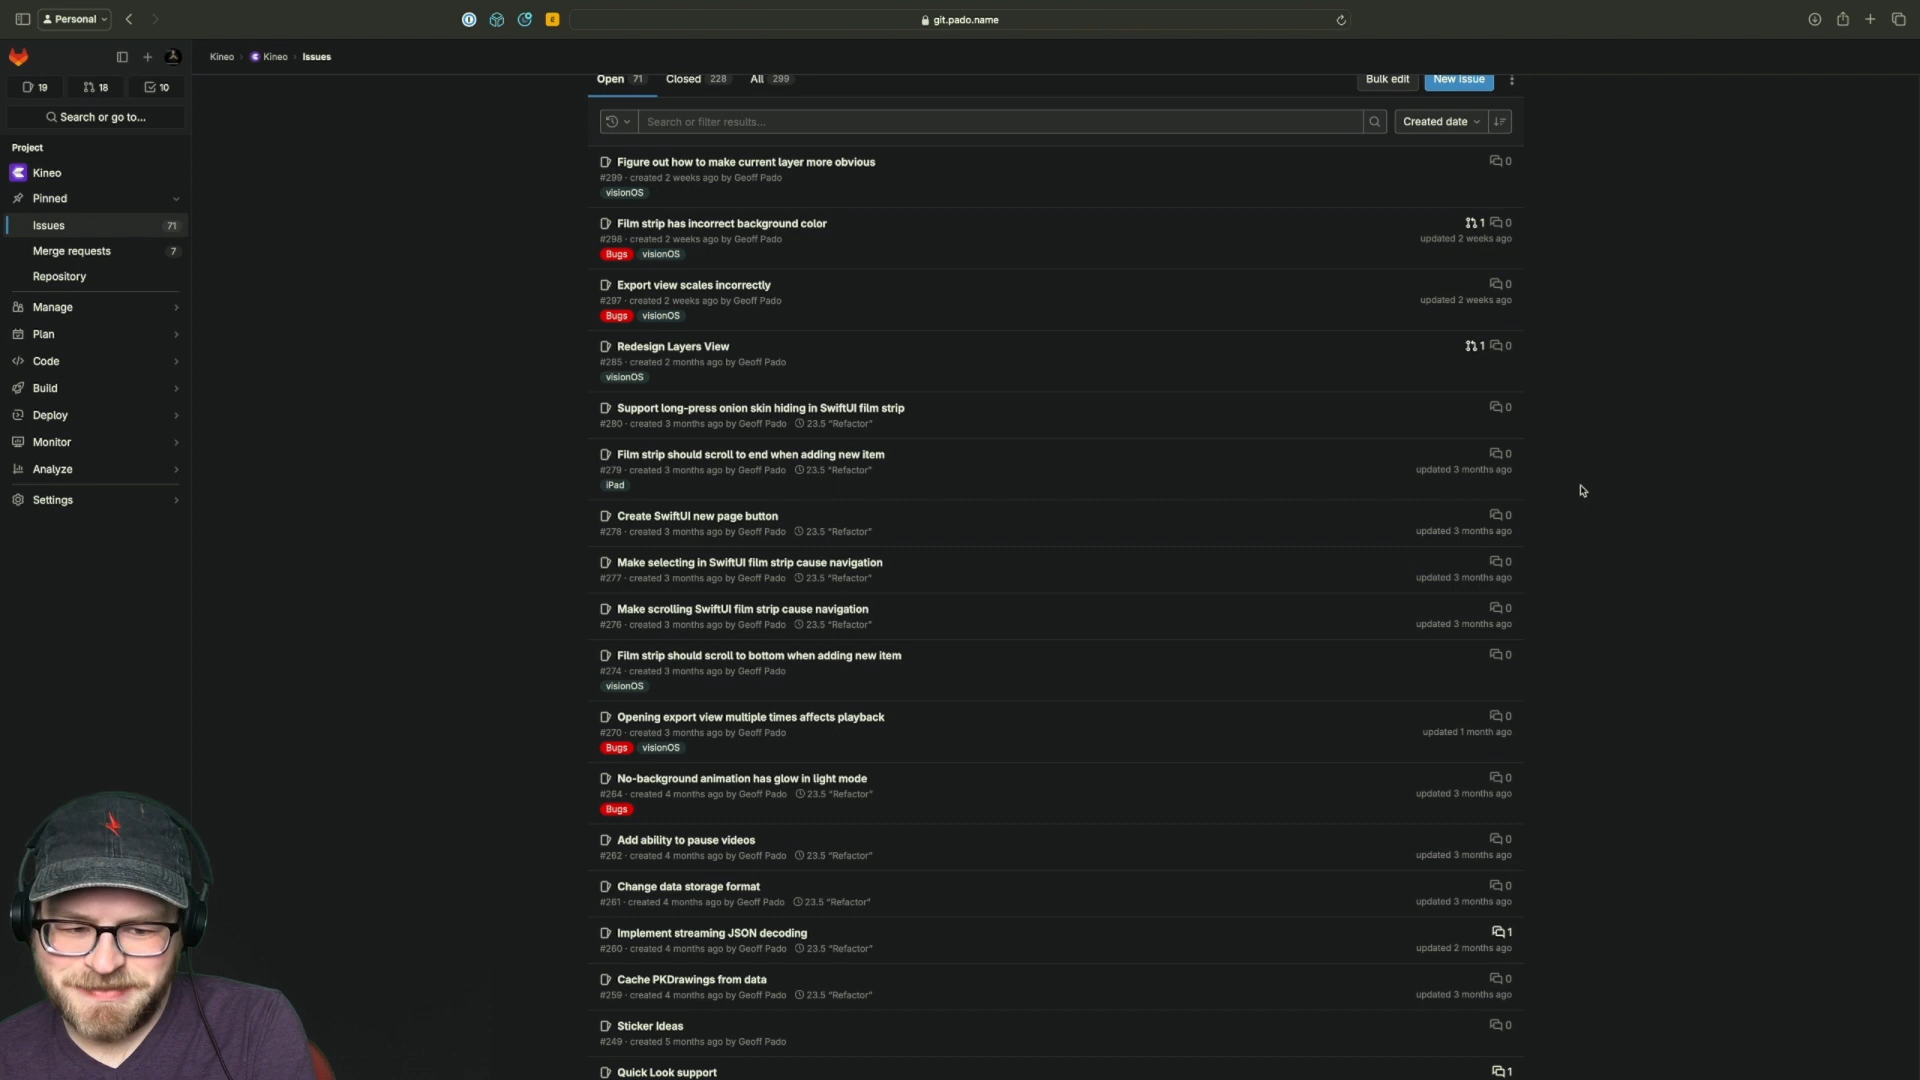 Personal
git.pado.name
Kineo
Kineo
Issues
19
18
10
Search or go to...
Project
Kineo
Pinned
Issues 71
Merge requests 7
Repository
Manage
Plan
Code
Build
Deploy
Monitor
Analyze
Settings
Open 71 Closed 228 All 299 Bulk edit New issue
Search or filter results... Created date
Figure out how to make current layer more obvious 0
#299 · created 2 weeks ago by Geoff Pado
visionOS
Film strip has incorrect background color 1 0
#298 · created 2 weeks ago by Geoff Pado updated 2 weeks ago
Bugs visionOS
Export view scales incorrectly 0
#297 · created 2 weeks ago by Geoff Pado updated 2 weeks ago
Bugs visionOS
Redesign Layers View 1 0
#285 · created 2 months ago by Geoff Pado
visionOS
Support long-press onion skin hiding in SwiftUI film strip 0
#280 · created 3 months ago by Geoff Pado 23.5 "Refactor"
Film strip should scroll to end when adding new item 0
#279 · created 3 months ago by Geoff Pado 23.5 "Refactor" updated 3 months ago
iPad
Create SwiftUI new page button 0
#278 · created 3 months ago by Geoff Pado 23.5 "Refactor" updated 3 months ago
Make selecting in SwiftUI film strip cause navigation 0
#277 · created 3 months ago by Geoff Pado 23.5 "Refactor" updated 3 months ago
Make scrolling SwiftUI film strip cause navigation 0
#276 · created 3 months ago by Geoff Pado 23.5 "Refactor" updated 3 months ago
Film strip should scroll to bottom when adding new item 0
#274 · created 3 months ago by Geoff Pado
visionOS
Opening export view multiple times affects playback 0
#270 · created 3 months ago by Geoff Pado updated 1 month ago
Bugs visionOS
No-background animation has glow in light mode 0
#264 · created 4 months ago by Geoff Pado 23.5 "Refactor" updated 3 months ago
Bugs
Add ability to pause videos 0
#262 · created 4 months ago by Geoff Pado 23.5 "Refactor" updated 3 months ago
Change data storage format 0
#261 · created 4 months ago by Geoff Pado 23.5 "Refactor" updated 3 months ago
Implement streaming JSON decoding 1
#260 · created 4 months ago by Geoff Pado 23.5 "Refactor" updated 2 months ago
Cache PKDrawings from data 0
#259 · created 4 months ago by Geoff Pado 23.5 "Refactor" updated 3 months ago
Sticker Ideas 0
#249 · created 5 months ago by Geoff Pado
Quick Look support 1